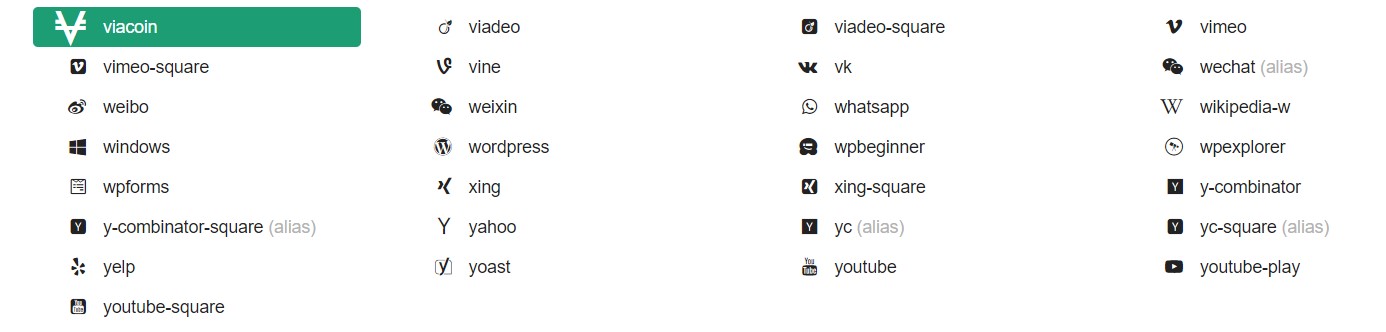 viacoin viadeo viadeo-square vimeo
vimeo-square vine vk wechat (alias)
weibo weixin whatsapp wikipedia-w
windows wordpress wpbeginner wpexplorer
wpforms xing xing-square y-combinator
y-combinator-square (alias) yahoo yc (alias) yc-square (alias)
yelp yoast youtube youtube-play
youtube-square